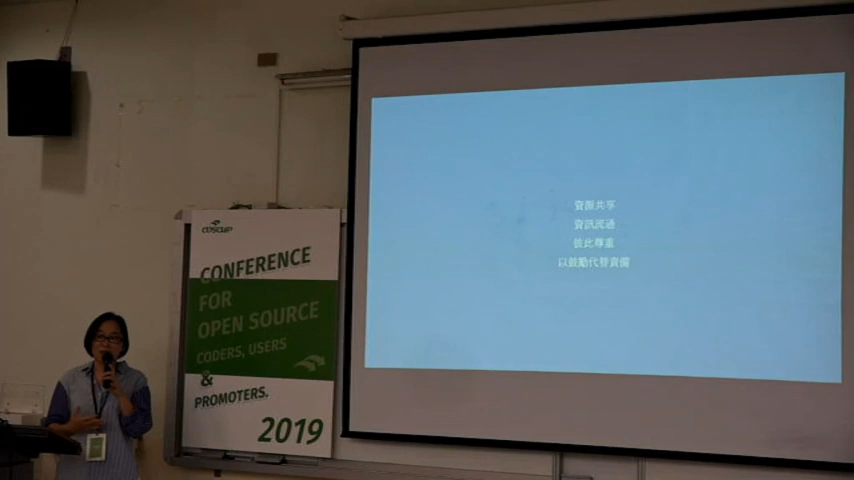 COSCUP
CONFERENCE
FOR
OPEN SOURCE
CODERS, USERS
&
PROMOTERS.
2019
資源共享
資訊流通
彼此尊重
以鼓勵代替責備